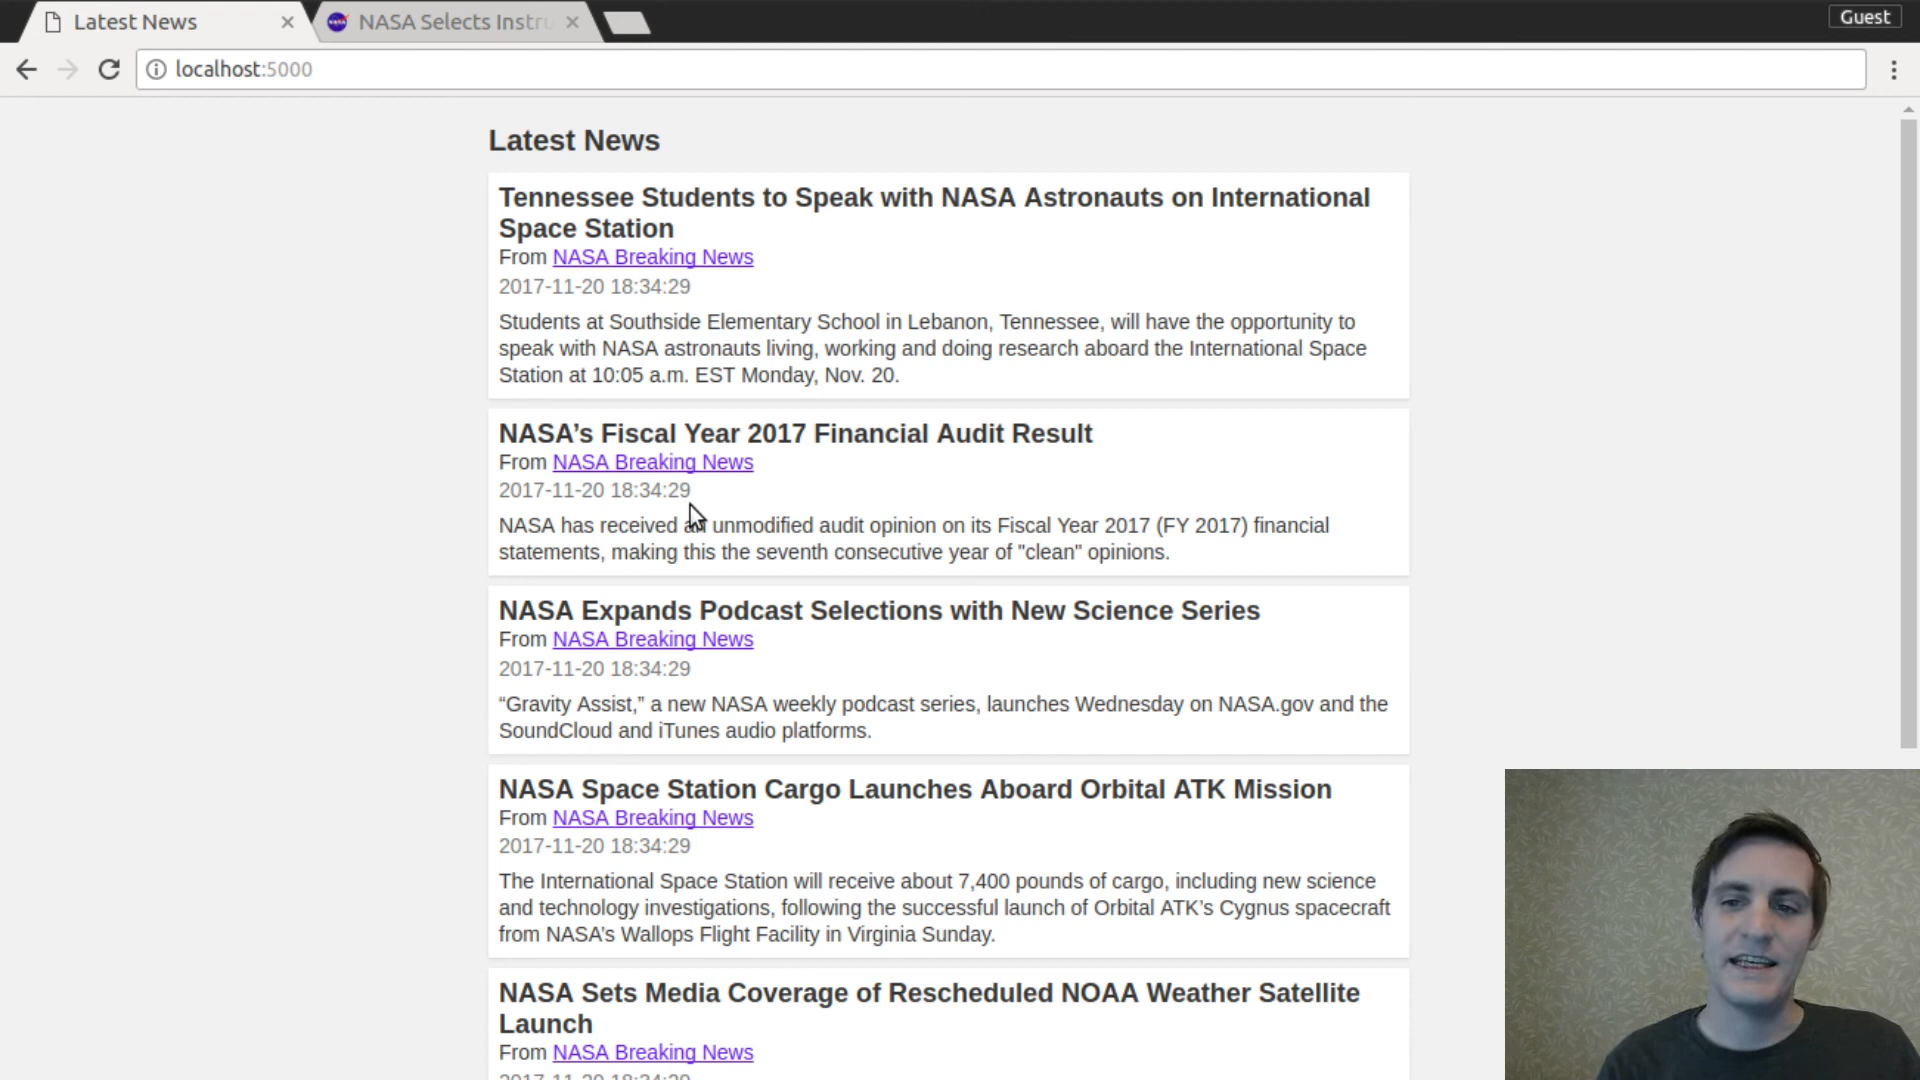 Latest News
NASA Selects Instru
Guest
localhost:5000
Latest News
Tennessee Students to Speak with NASA Astronauts on International
Space Station
From NASA Breaking News
2017-11-20 18:34:29
Students at Southside Elementary School in Lebanon, Tennessee, will have the opportunity to
speak with NASA astronauts living, working and doing research aboard the International Space
Station at 10:05 a.m. EST Monday, Nov. 20.
NASA’s Fiscal Year 2017 Financial Audit Result
From NASA Breaking News
2017-11-20 18:34:29
NASA has received an unmodified audit opinion on its Fiscal Year 2017 (FY 2017) financial
statements, making this the seventh consecutive year of "clean" opinions.
NASA Expands Podcast Selections with New Science Series
From NASA Breaking News
2017-11-20 18:34:29
“Gravity Assist,” a new NASA weekly podcast series, launches Wednesday on NASA.gov and the
SoundCloud and iTunes audio platforms.
NASA Space Station Cargo Launches Aboard Orbital ATK Mission
From NASA Breaking News
2017-11-20 18:34:29
The International Space Station will receive about 7,400 pounds of cargo, including new science
and technology investigations, following the successful launch of Orbital ATK’s Cygnus spacecraft
from NASA’s Wallops Flight Facility in Virginia Sunday.
NASA Sets Media Coverage of Rescheduled NOAA Weather Satellite
Launch
From NASA Breaking News
2017-11-20 18:34:29